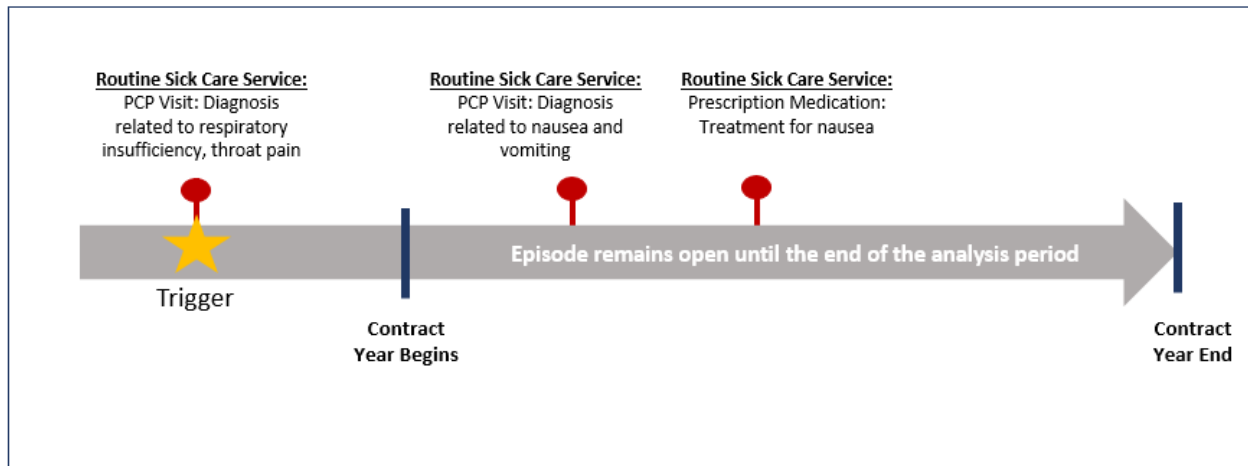 Routine Sick Care Service:
PCP Visit: Diagnosis
related to respiratory
insufficiency, throat pain
Routine Sick Care Service:
PCP Visit: Diagnosis
related to nausea and
vomiting
Routine Sick Care Service:
Prescription Medication:
Treatment for nausea
Episode remains open until the end of the analysis period
Trigger
Contract
Year Begins
Contract
Year End